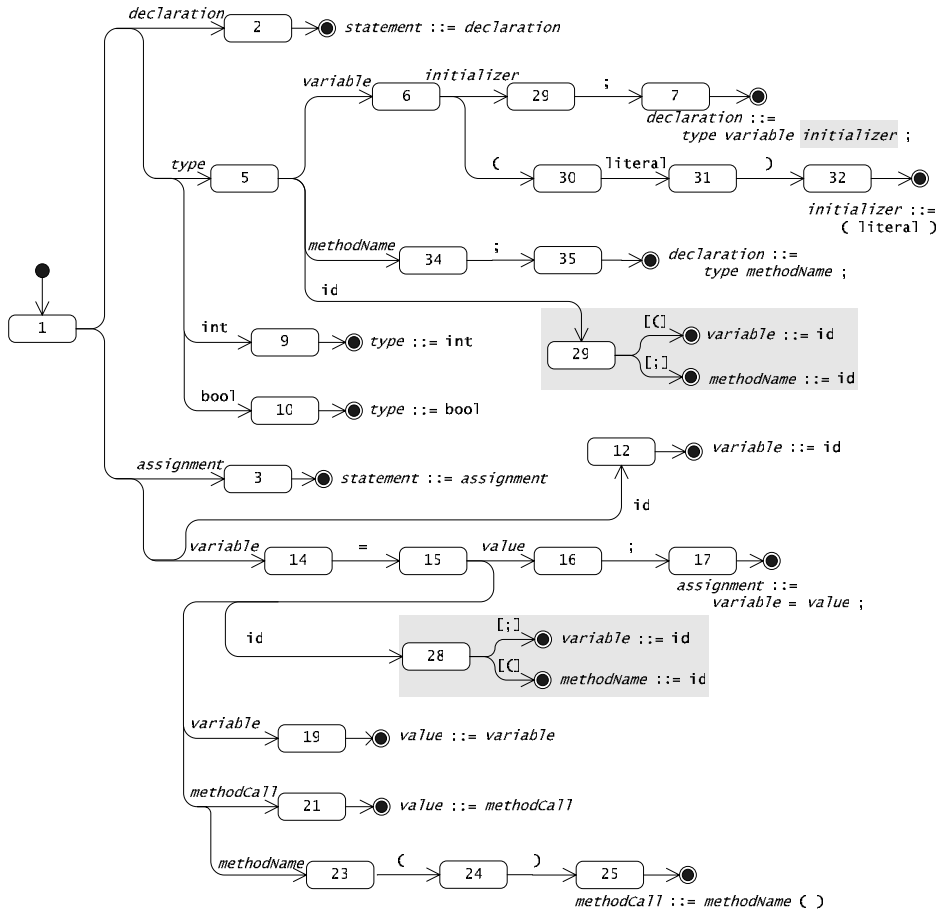 declaration
2
statement ::= declaration
variable
6
initializer
29
;
7
declaration ::=
type variable initializer ;
type
5
(
30
literal
31
)
32
initializer ::=
( literal )
methodName
34
;
35
declaration ::=
type methodName ;
id
1
int
9
type ::= int
29
[(]
variable ::= id
[;]
methodName ::= id
bool
10
type ::= bool
assignment
3
statement ::= assignment
12
variable ::= id
id
variable
14
=
15
value
16
;
17
assignment ::=
variable = value ;
id
28
[;]
variable ::= id
[(]
methodName ::= id
variable
19
value ::= variable
methodCall
21
value ::= methodCall
methodName
23
(
24
)
25
methodCall ::= methodName ( )